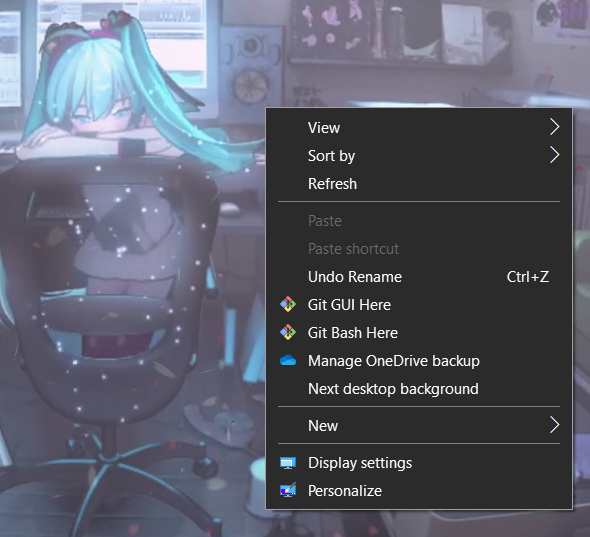 View
Sort by
Refresh
Paste
Paste shortcut
Undo Rename Ctrl+Z
Git GUI Here
Git Bash Here
Manage OneDrive backup
Next desktop background
New
Display settings
Personalize